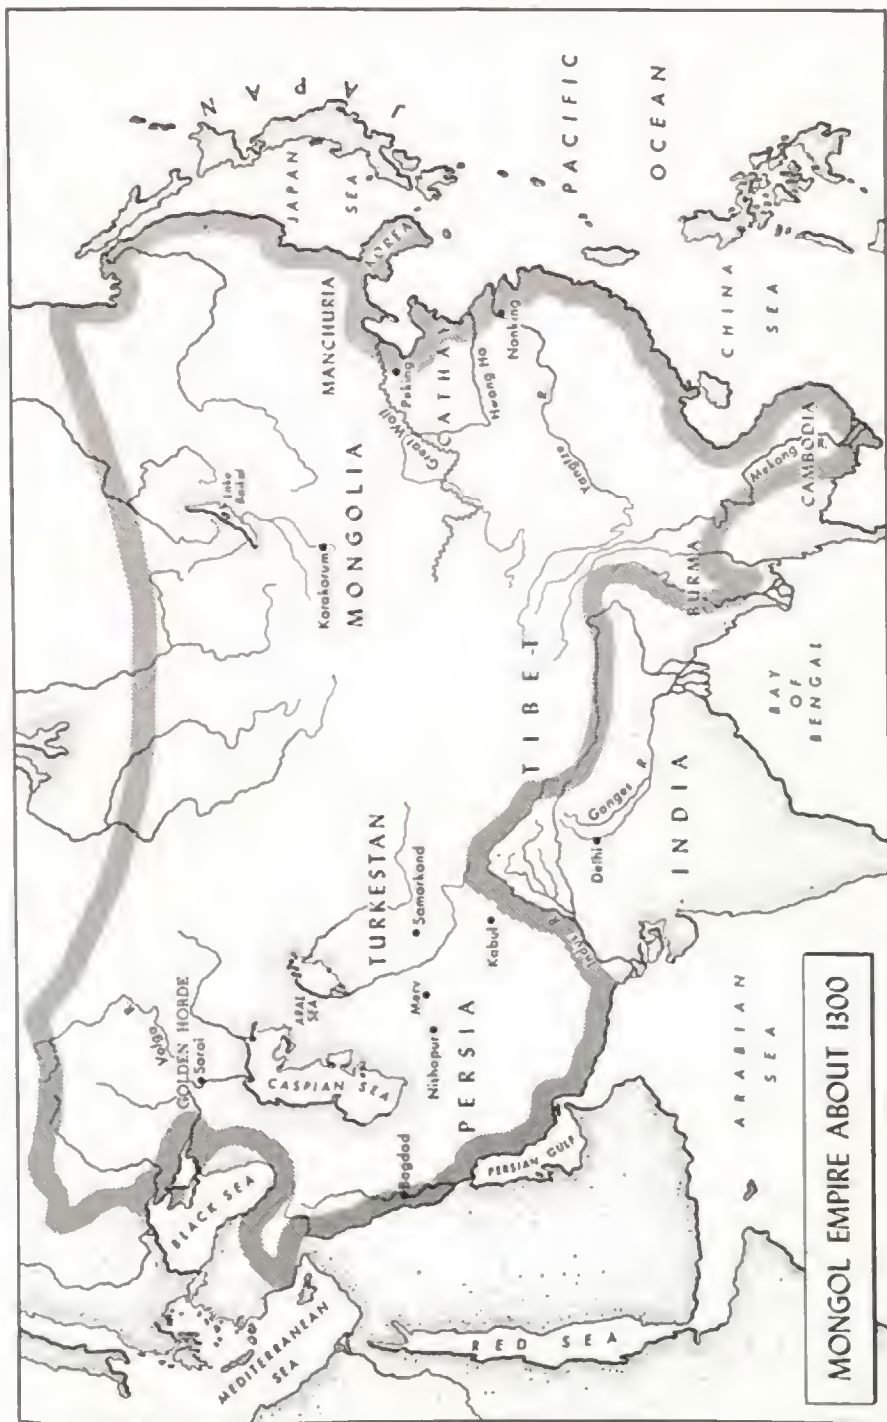 MONGOL EMPIRE ABOUT 1300
GOLDEN HORDE
Volga R
Sarai
BLACK SEA
MEDITERRANEAN
SEA
RED SEA
CASPIAN SEA
ARAL
SEA
TURKESTAN
Samarkand
Merv
Nishapur
Bagdad
PERSIA
PERSIAN GULF
Kabul
Indus R
ARABIAN
SEA
Delhi
Ganges R
INDIA
BAY
OF
BENGAL
TIBET
Lake
Baikal
Karakorum
MONGOLIA
MANCHURIA
Great Wall
Peking
CATHAY
Hwang Ho
Nanking
Yangtze R
BURMA
Mekong R
CAMBODIA
CHINA
SEA
KOREA
JAPAN
SEA
JAPAN
PACIFIC
OCEAN